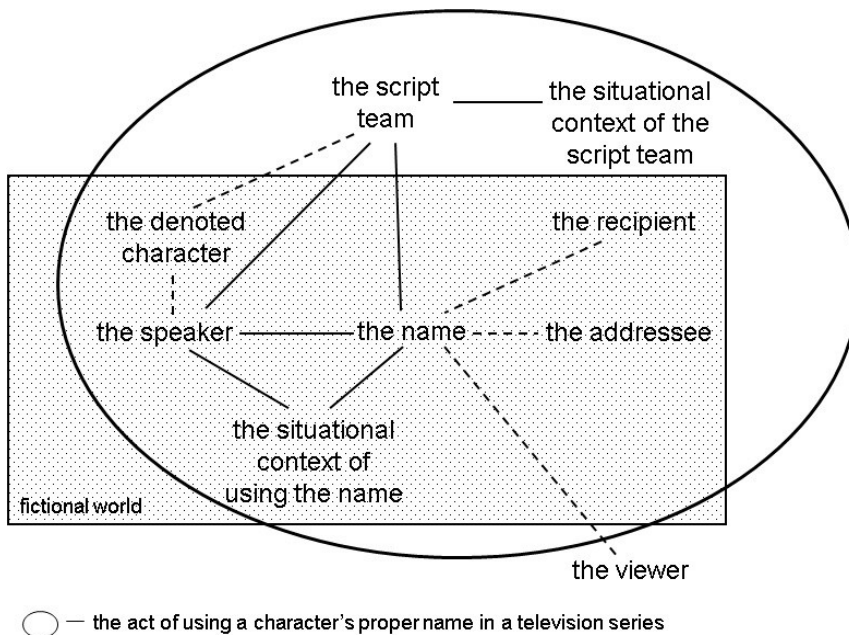 the script
team
the situational
context of the
script team
the denoted
character
the recipient
the speaker
the name
the addressee
the situational
context of
using the name
fictional world
the viewer
— the act of using a character's proper name in a television series